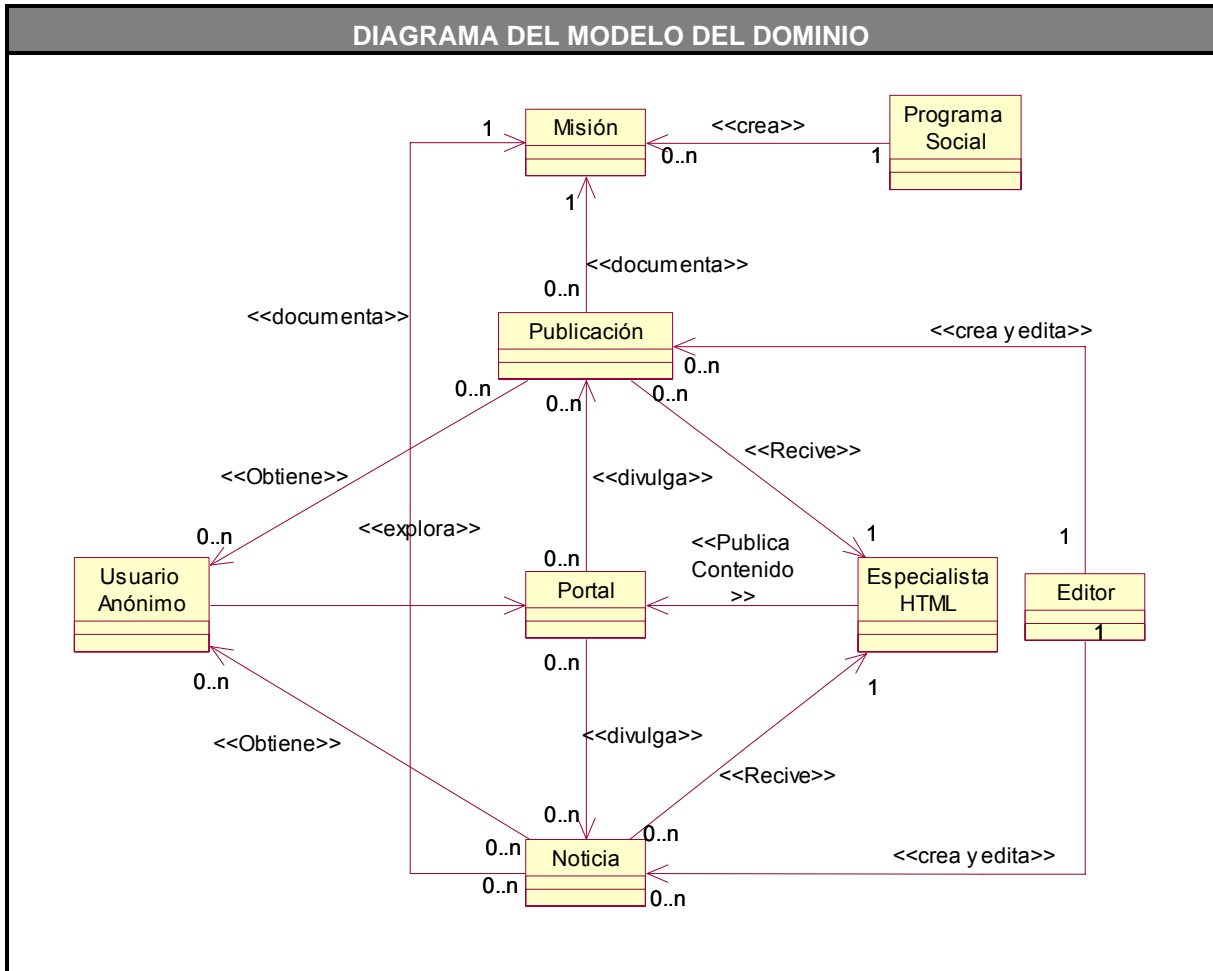 DIAGRAMA DEL MODELO DEL DOMINIO
Misión
Programa
Social
1
<<crea>>
0..n
1
1
<<documenta>>
0..n
<<documenta>>
Publicación
<<crea y edita>>
0..n
0..n
0..n
0..n
<<Recive>>
<<Obtiene>>
<<divulga>>
0..n
<<explora>>
<<Publica
Contenido
>>
1
1
0..n
Usuario
Anónimo
Portal
Especialista
HTML
Editor
1
0..n
0..n
1
<<Obtiene>>
<<divulga>>
<<Recive>>
0..n
0..n
0..n
Noticia
<<crea y edita>>
0..n
0..n